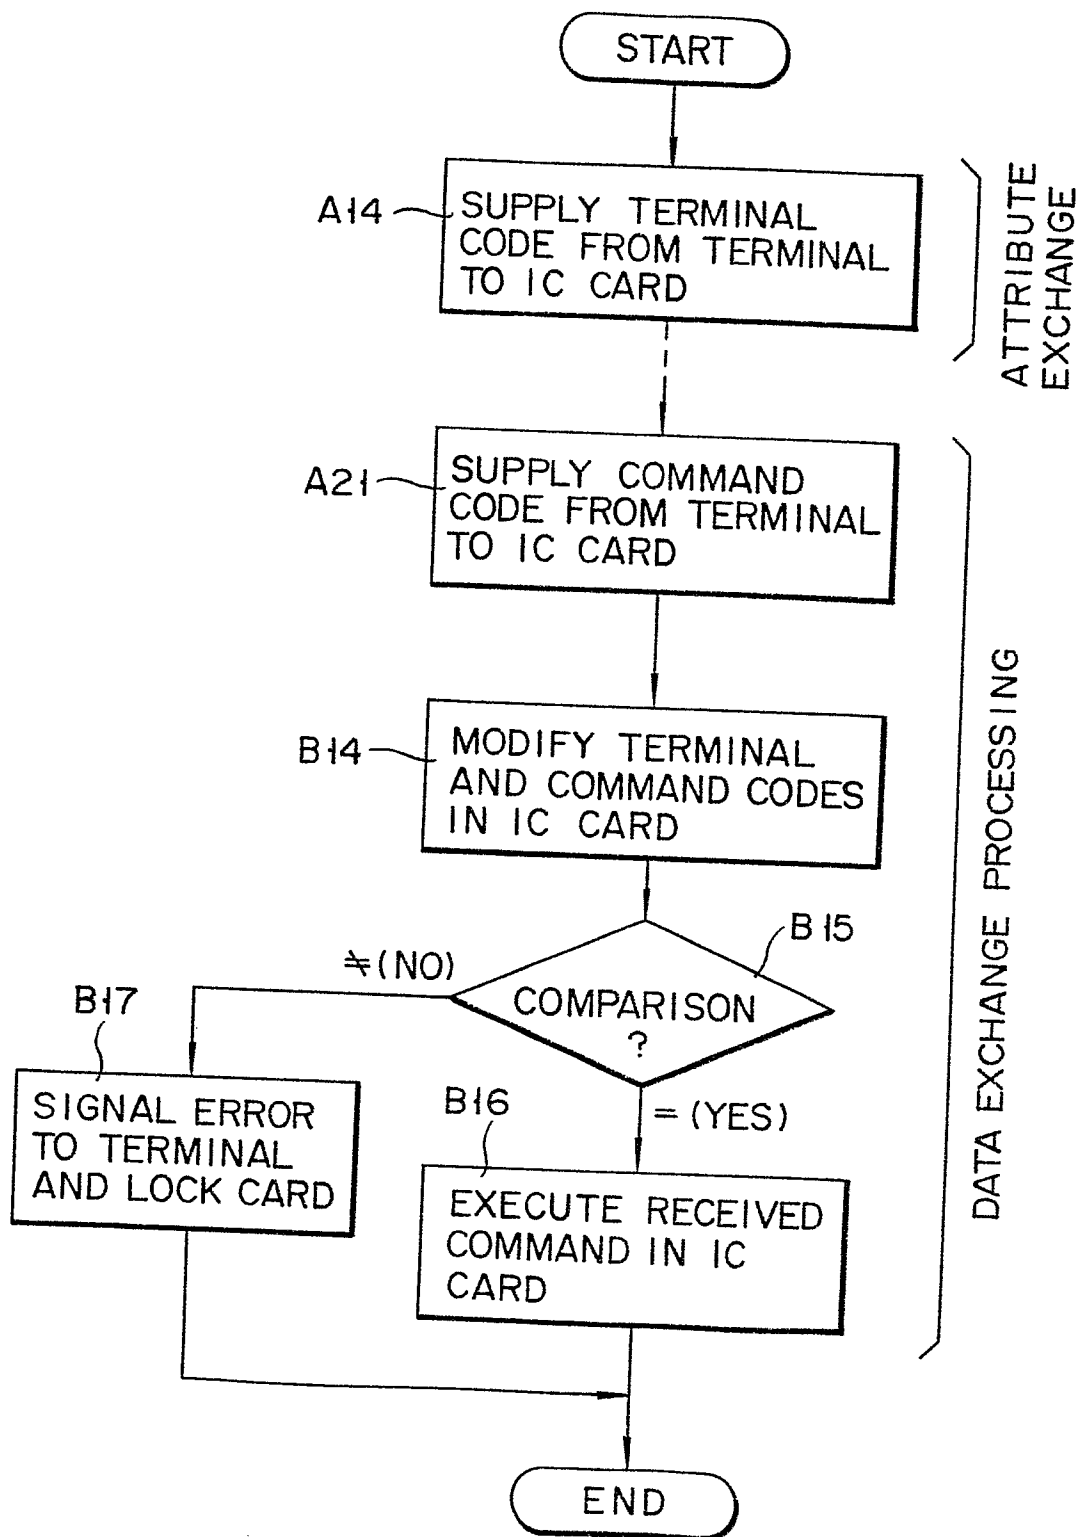 START
A14
SUPPLY TERMINAL
CODE FROM TERMINAL
TO IC CARD
ATTRIBUTE
EXCHANGE
A21
SUPPLY COMMAND
CODE FROM TERMINAL
TO IC CARD
B14
MODIFY TERMINAL
AND COMMAND CODES
IN IC CARD
DATA EXCHANGE PROCESSING
B15
COMPARISON
?
≠(NO)
= (YES)
B17
SIGNAL ERROR
TO TERMINAL
AND LOCK CARD
B16
EXECUTE RECEIVED
COMMAND IN IC
CARD
END